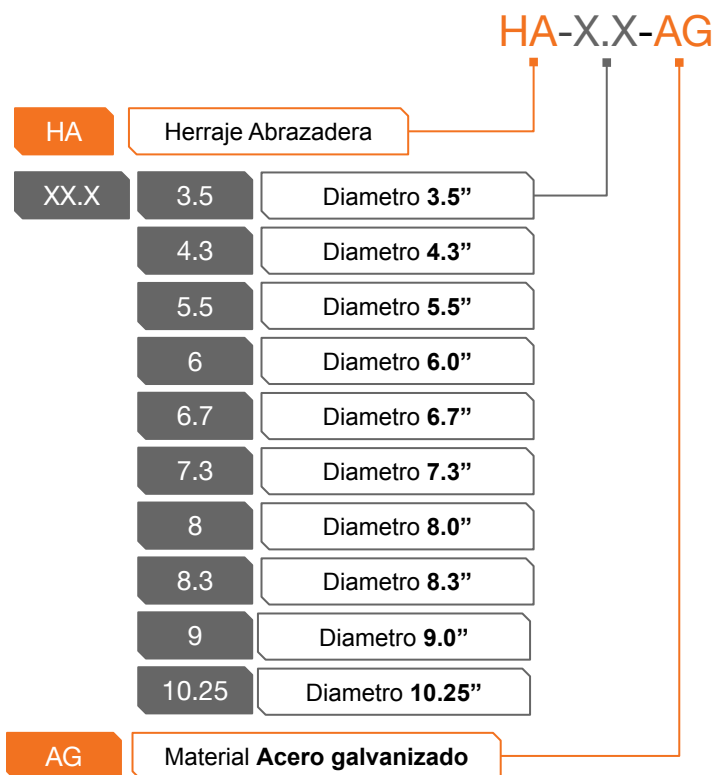 HA-X.X-AG
HA Herraje Abrazadera
XX.X 3.5 Diametro 3.5”
4.3 Diametro 4.3”
5.5 Diametro 5.5”
6 Diametro 6.0”
6.7 Diametro 6.7”
7.3 Diametro 7.3”
8 Diametro 8.0”
8.3 Diametro 8.3”
9 Diametro 9.0”
10.25 Diametro 10.25”
AG Material Acero galvanizado